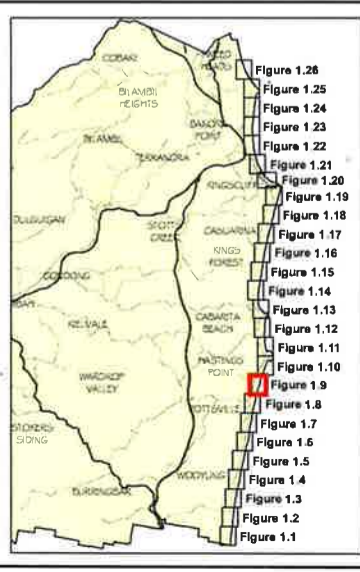 COBAKI
BILAMBIL
HEIGHTS
BANORA
POINT
BILAMBIL
TERRANORA
KINGSCLIFF
DULGUIGAN
STOTTS
CREEK
CASUARINA
KINGS
FOREST
CONDONG
KIELVALE
CABARITA
BEACH
WARDROP
VALLEY
HASTINGS
POINT
POTTSVILLE
STOKERS
SIDING
WOOYUNG
BURRINGBAR
Figure 1.26
Figure 1.25
Figure 1.24
Figure 1.23
Figure 1.22
Figure 1.21
Figure 1.20
Figure 1.19
Figure 1.18
Figure 1.17
Figure 1.16
Figure 1.15
Figure 1.14
Figure 1.13
Figure 1.12
Figure 1.11
Figure 1.10
Figure 1.9
Figure 1.8
Figure 1.7
Figure 1.6
Figure 1.5
Figure 1.4
Figure 1.3
Figure 1.2
Figure 1.1